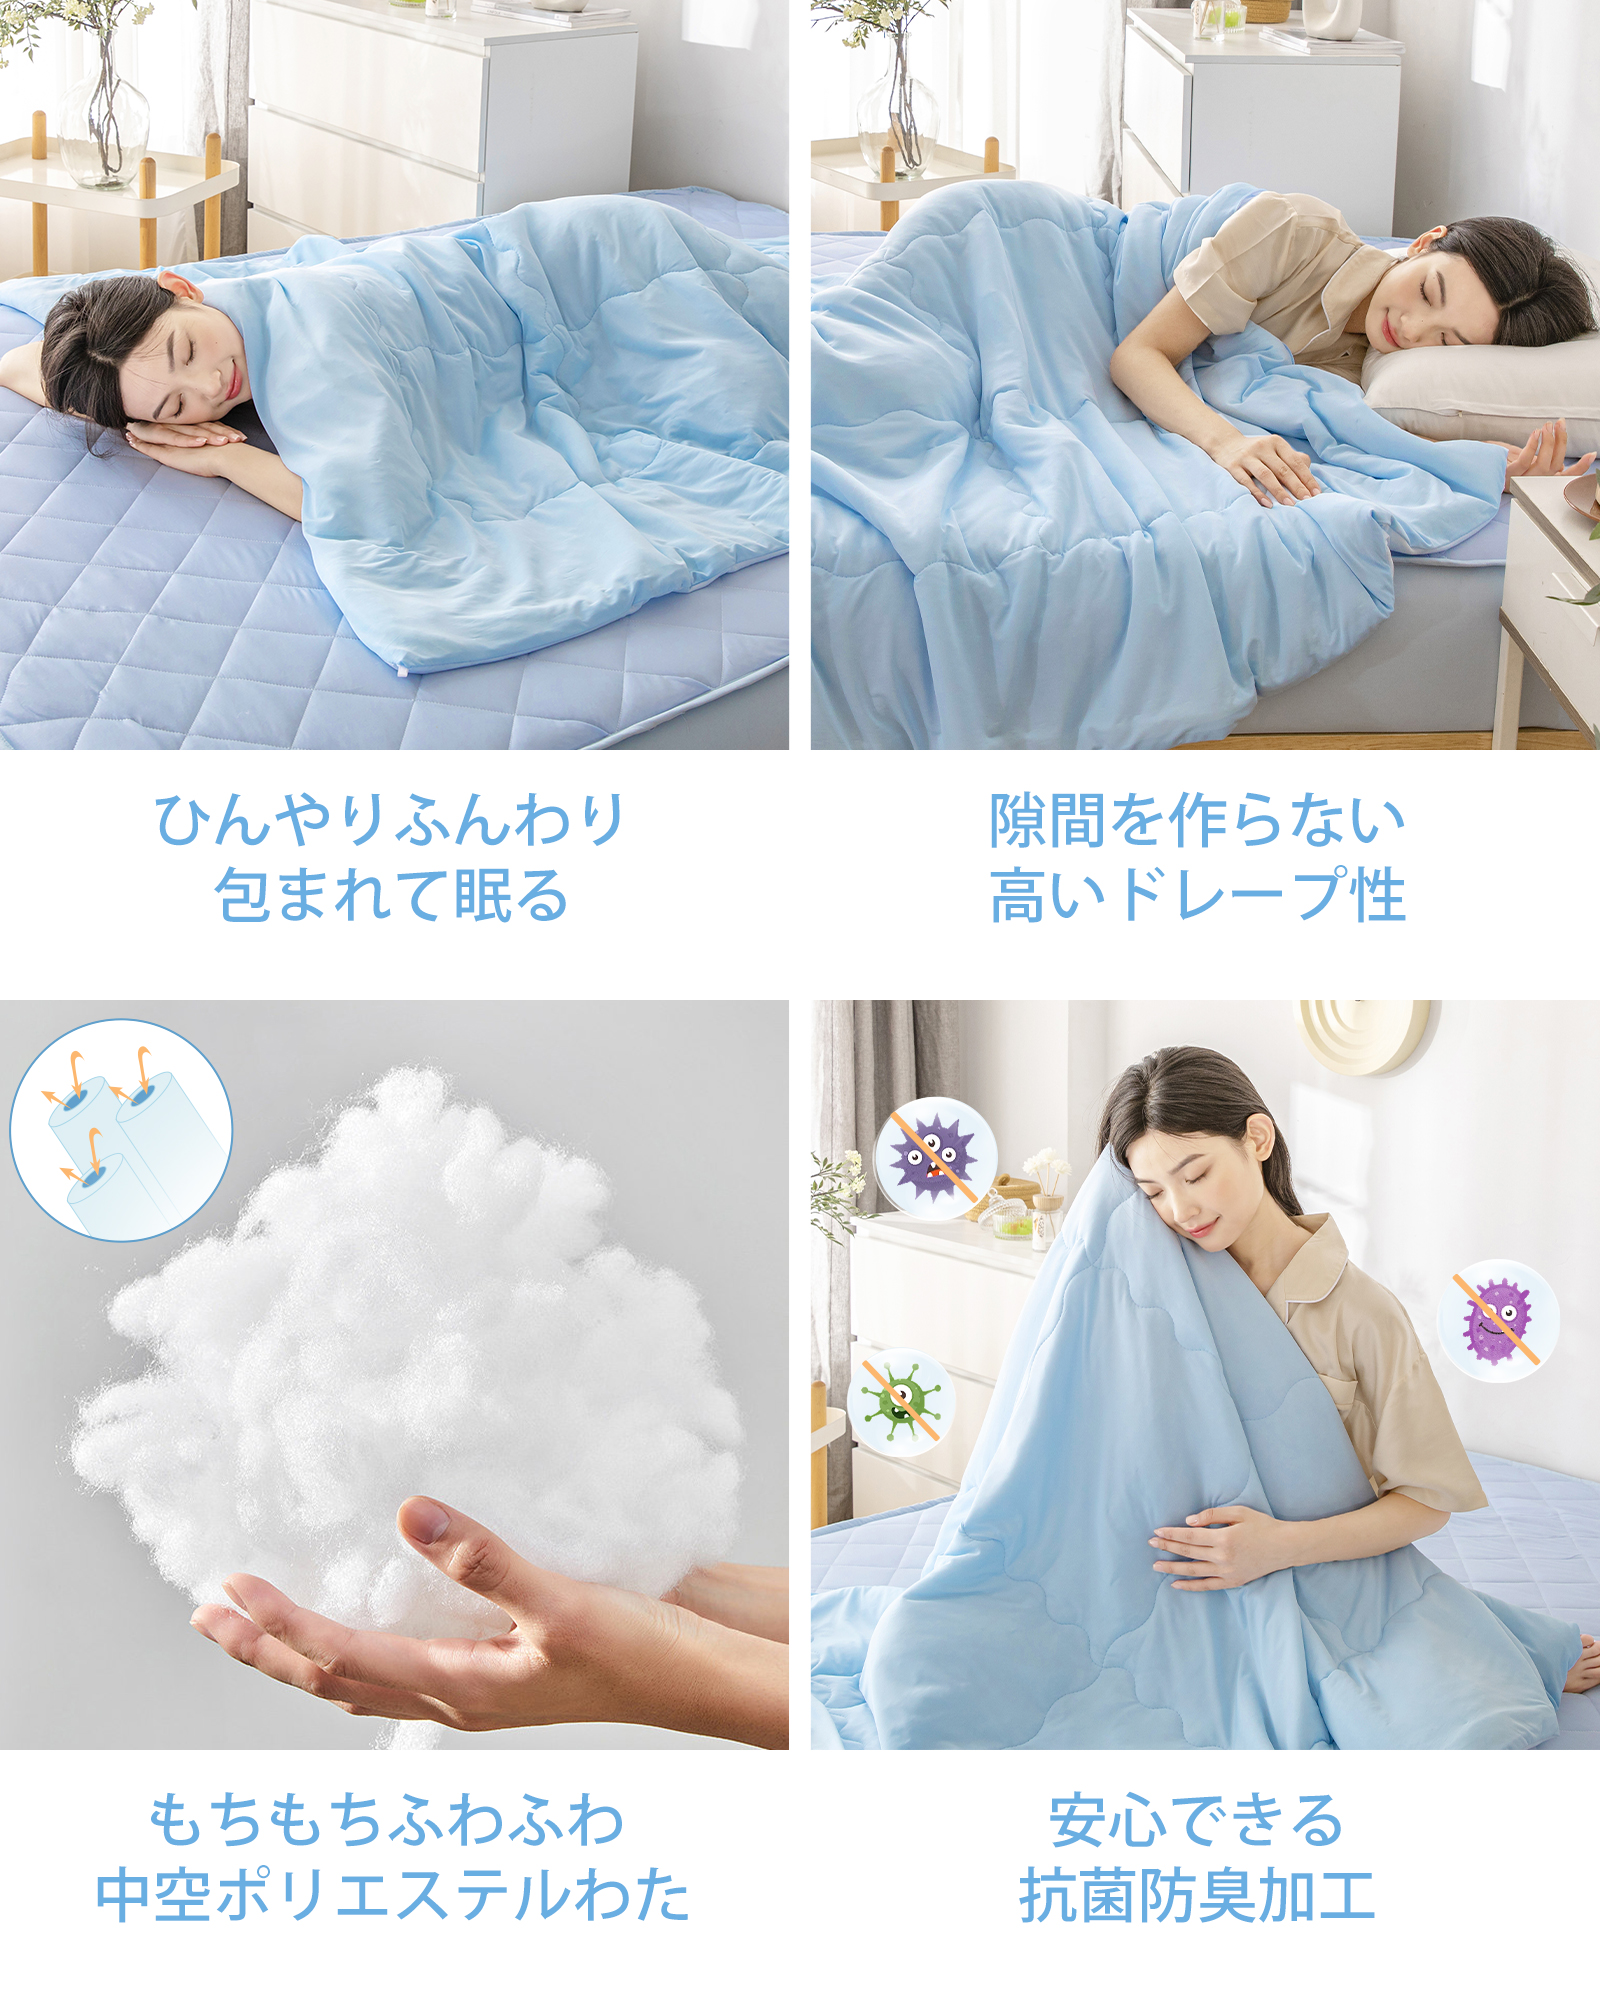 ひんやりふんわり
包まれて眠る
隙間を作らない
高いドレープ性
もちもちふわふわ
中空ポリエステルわた
安心できる
抗菌防臭加工